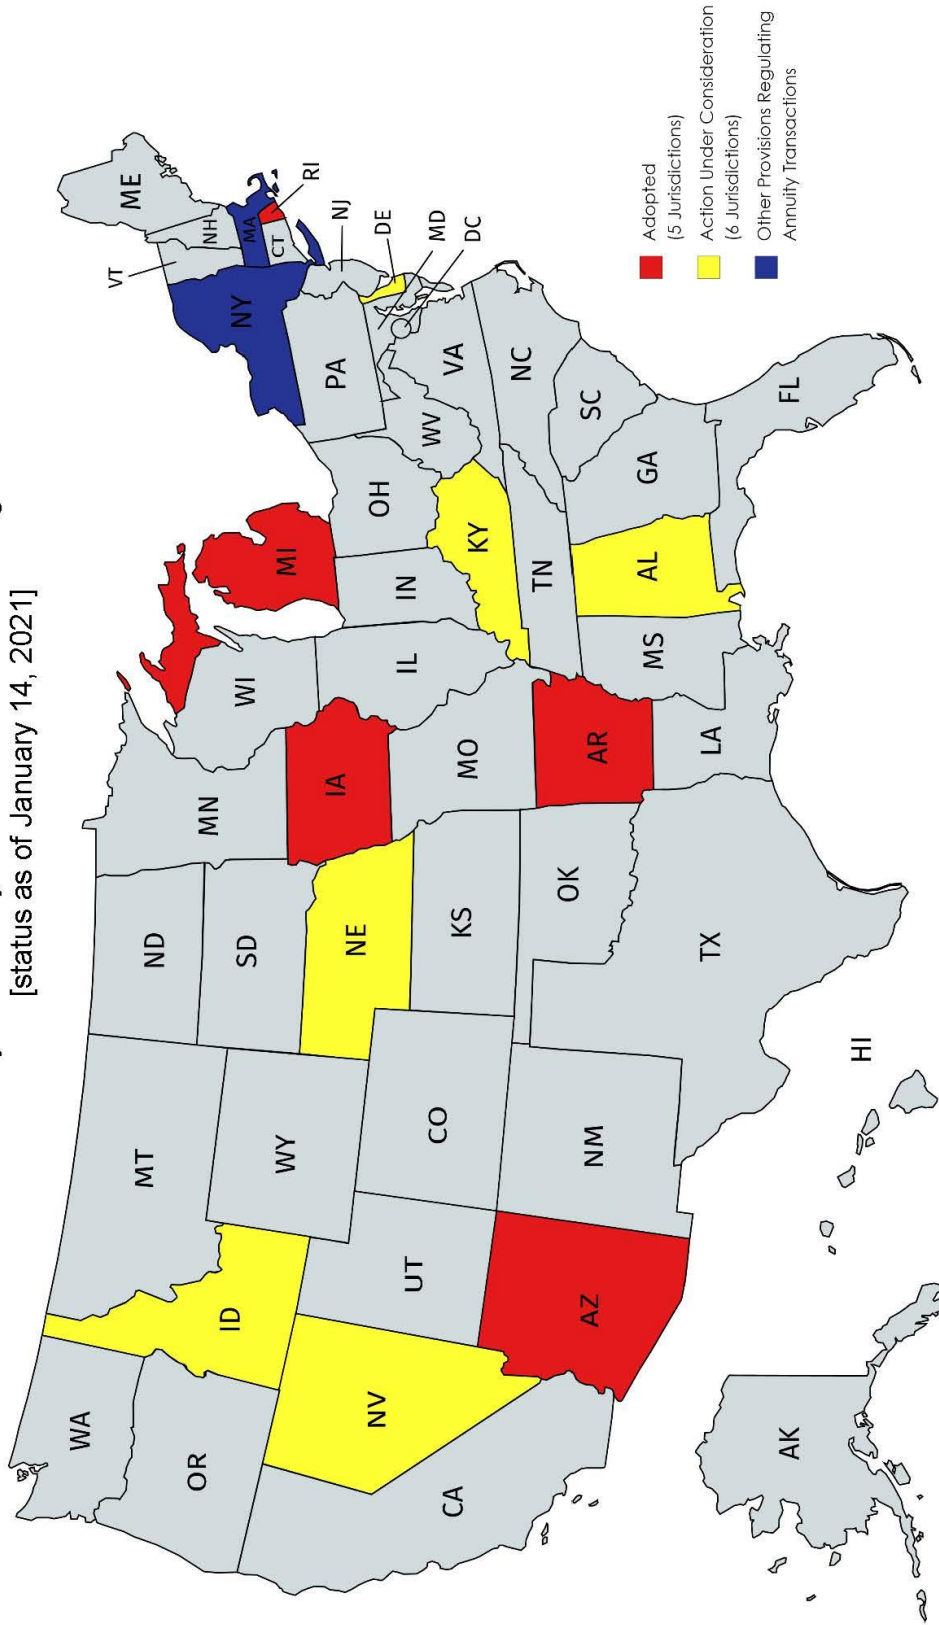 [status as of January 14, 2021]
WA
OR
CA
NV
ID
MT
WY
UT
AZ
CO
NM
ND
SD
NE
KS
OK
TX
MN
IA
MO
AR
LA
WI
IL
MS
MI
IN
KY
TN
AL
OH
WV
VA
NC
SC
GA
FL
PA
NY
VT
NH
ME
MA
CT
RI
NJ
DE
MD
DC
AK
HI
Adopted
(5 Jurisdictions)
Action Under Consideration
(6 Jurisdictions)
Other Provisions Regulating
Annuity Transactions